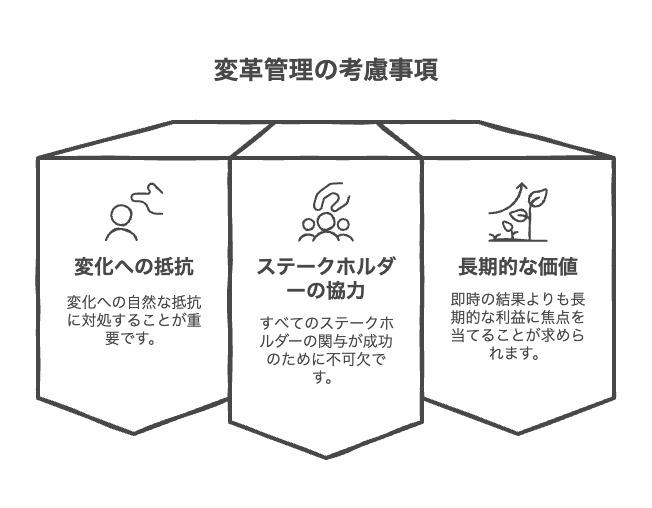 変革管理の考慮事項
変化への抵抗
変化への自然な抵抗
に対処することが重
要です。
ステークホルダ
ーの協力
すべてのステークホ
ルダーの関与が成功
のために不可欠で
す。
長期的な価値
即時の結果よりも長
期的な利益に焦点を
当てることが求めら
れます。